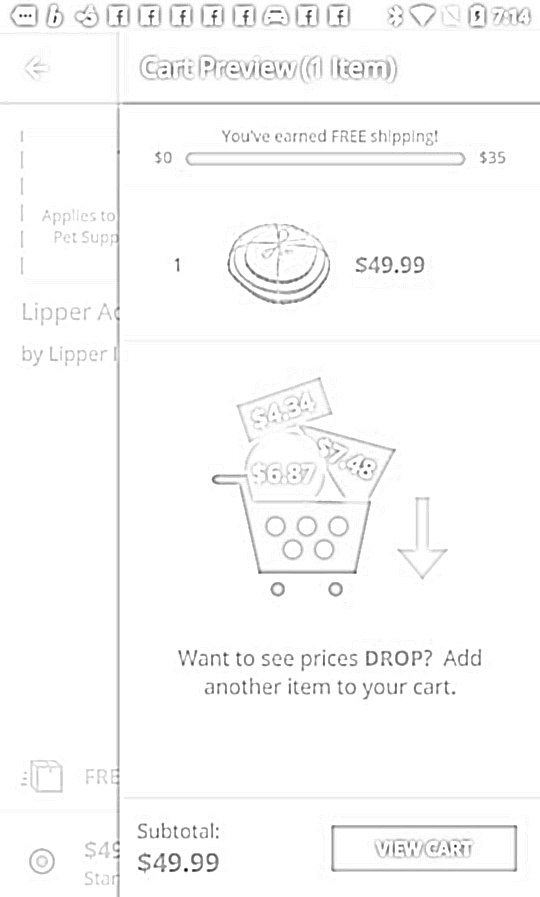 7:14
Cart Preview (1 Item)
You've earned FREE shipping!
$0 $35
Applies to
Pet Supp
1 $49.99
Lipper Ac
by Lipper I
$4.34
$7.48
$6.87
Want to see prices DROP? Add
another item to your cart.
FREE
Subtotal:
$49.99
VIEW CART
$49
Star